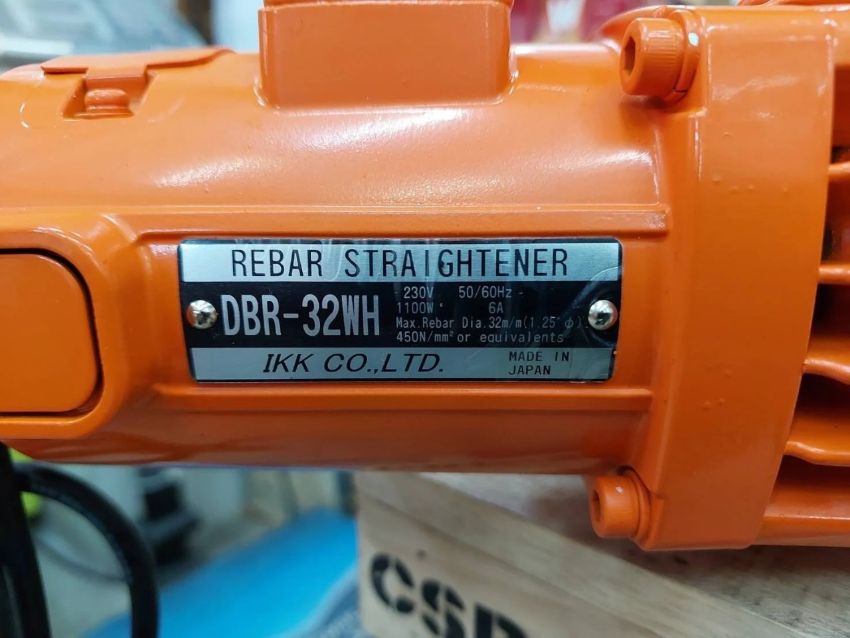 REBAR STRAIGHTENER
DBR-32WH
230V 50/60Hz
1100W 6A
Max.Rebar Dia.32m/m(1.25"φ)
450N/mm² or equivalents
IKK CO.,LTD.
MADE IN
JAPAN